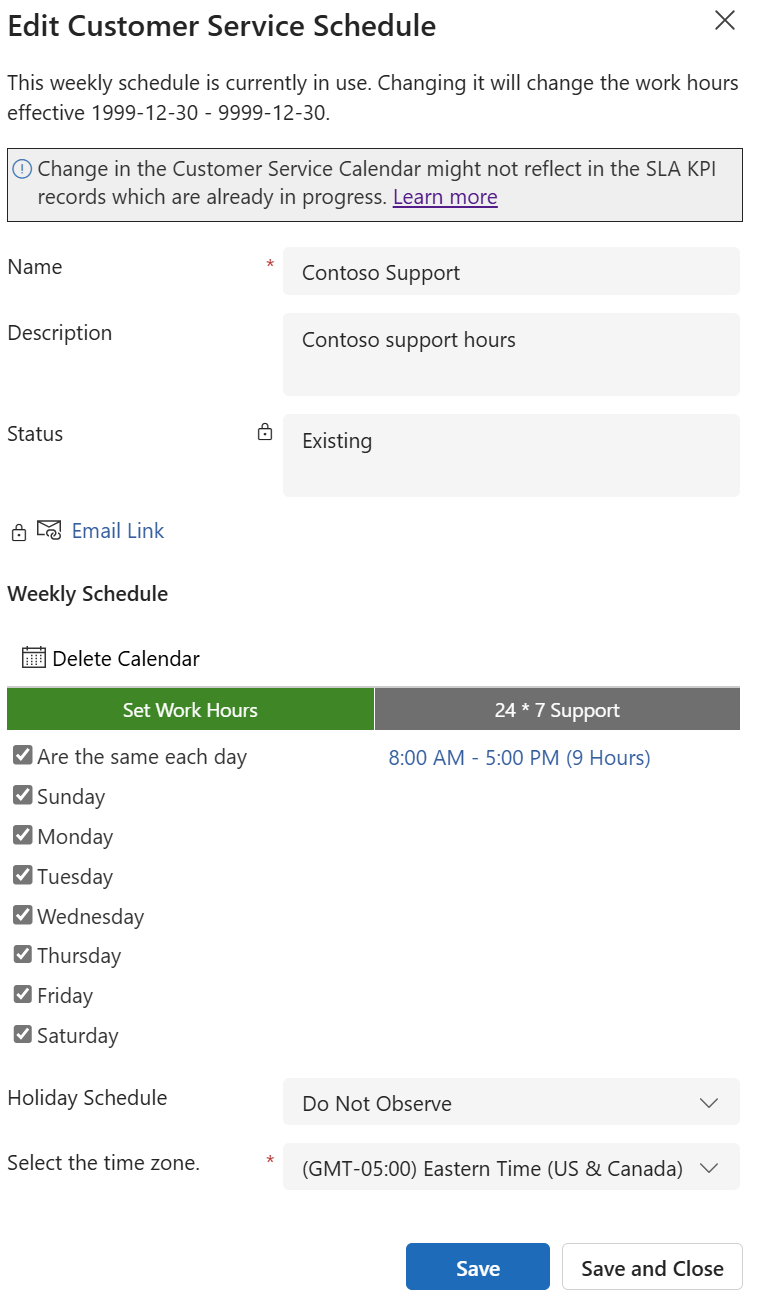 Edit Customer Service Schedule
This weekly schedule is currently in use. Changing it will change the work hours
effective 1999-12-30 - 9999-12-30.
Change in the Customer Service Calendar might not reflect in the SLA KPI
records which are already in progress. Learn more
Name * Contoso Support
Description Contoso support hours
Status Existing
Email Link
Weekly Schedule
Delete Calendar
Set Work Hours 24 * 7 Support
Are the same each day 8:00 AM - 5:00 PM (9 Hours)
Sunday
Monday
Tuesday
Wednesday
Thursday
Friday
Saturday
Holiday Schedule Do Not Observe
Select the time zone. * (GMT-05:00) Eastern Time (US & Canada)
Save Save and Close